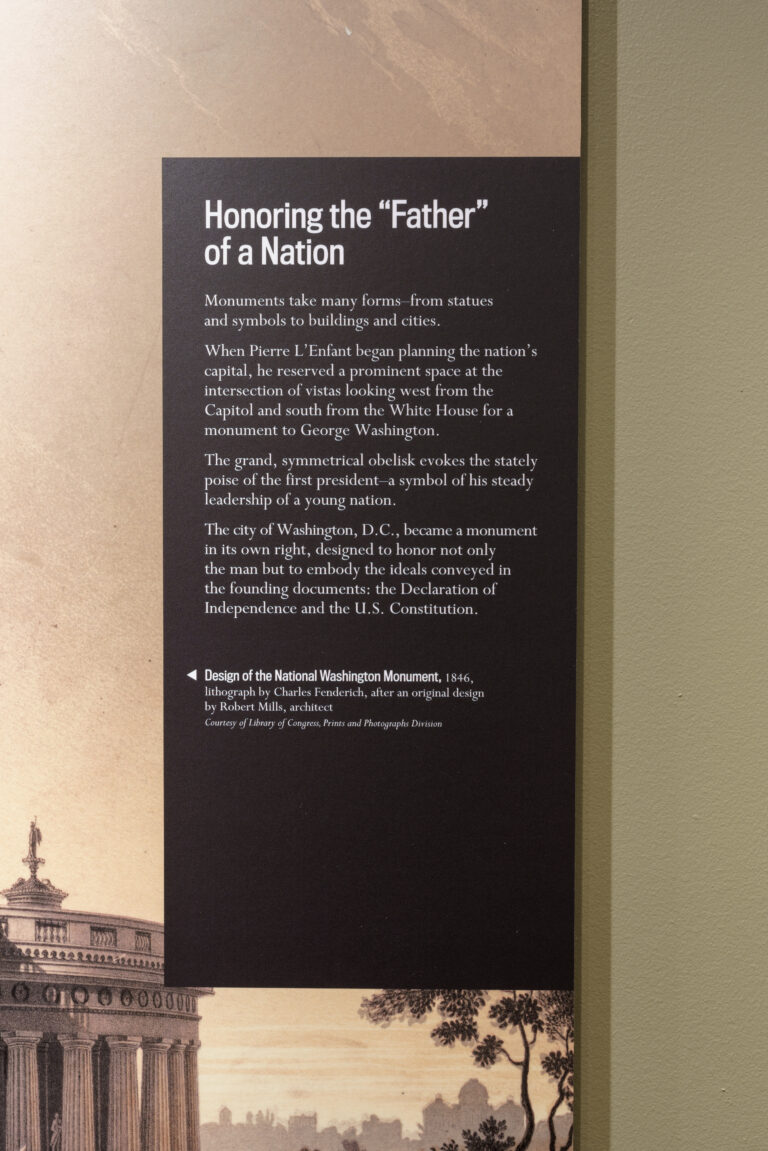 Honoring the “Father”
of a Nation
Monuments take many forms–from statues
and symbols to buildings and cities.
When Pierre L’Enfant began planning the nation’s
capital, he reserved a prominent space at the
intersection of vistas looking west from the
Capitol and south from the White House for a
monument to George Washington.
The grand, symmetrical obelisk evokes the stately
poise of the first president–a symbol of his steady
leadership of a young nation.
The city of Washington, D.C., became a monument
in its own right, designed to honor not only
the man but to embody the ideals conveyed in
the founding documents: the Declaration of
Independence and the U.S. Constitution.
Design of the National Washington Monument, 1846,
lithograph by Charles Fenderich, after an original design
by Robert Mills, architect
Courtesy of Library of Congress, Prints and Photographs Division